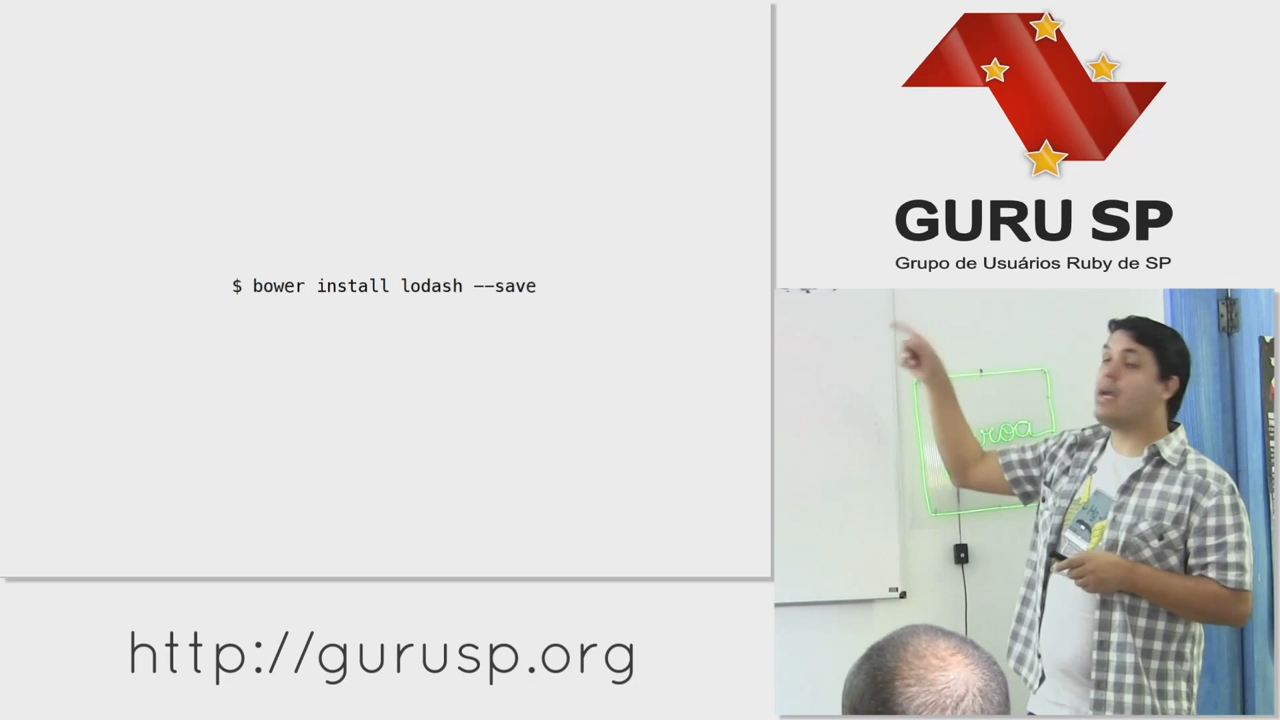 $ bower install lodash --save
GURU SP
Grupo de Usuários Ruby de SP
http://gurusp.org